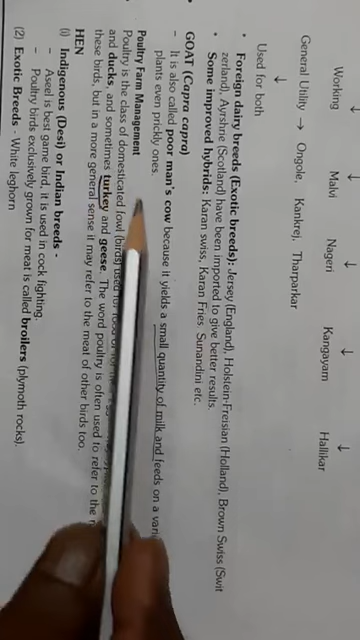 Working Malvi Nageri Kangayam Hallikar
General Utility → Ongole, Kankrej, Tharparkar
Used for both
• Foreign dairy breeds (Exotic breeds): Jersey (England), Holstein-Freisian (Holland), Brown Swiss (Swit
zerland), Ayrshne (Scotland) have been imported to give better results.
• Some improved hybrids: Karan swiss, Karan Fries. Sunandini etc.
GOAT (Capra capra)
– It is also called poor man's cow because it yields a small quantity of milk and feeds on a vari
plants even prickly ones.
Poultry Farm Management
Poultry is the class of domesticated fowl (birds) used for food or for
and ducks, and sometimes turkey and geese. The word poultry is often used to refer to the
these birds, but in a more general sense it may refer to the meat of other birds too.
HEN
(i) Indigenous (Desi) or Indian breeds -
– Aseel is best game bird, it is used in cock fighting.
– Poultry birds exclusively grown for meat is called broilers (plymoth rocks).
(2) Exotic Breeds - White leghorn